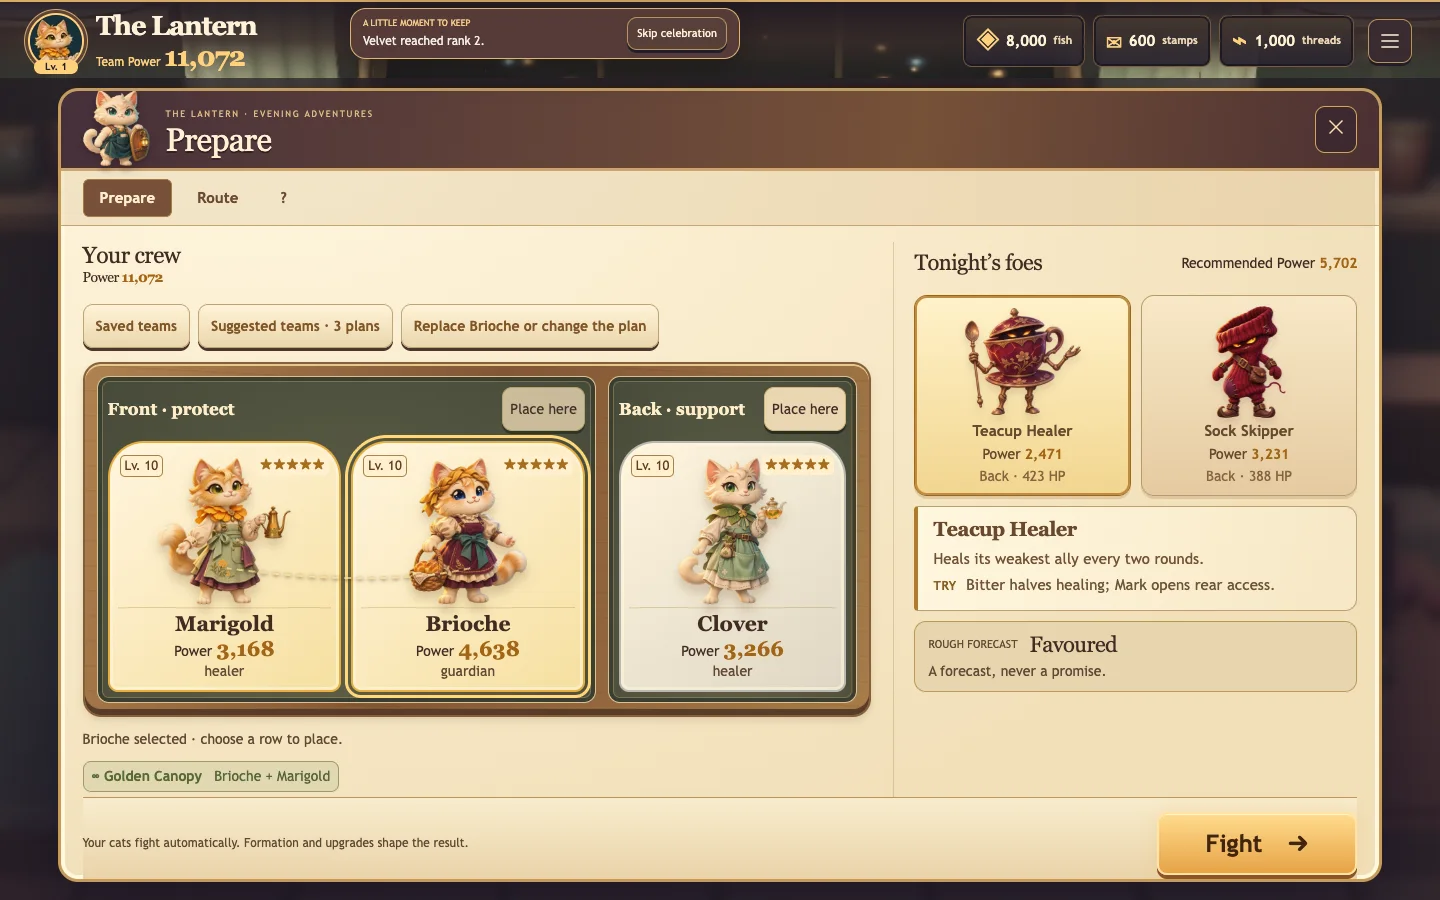 The Lantern
Team Power 11,072
Lv. 1
A LITTLE MOMENT TO KEEP
Velvet reached rank 2.
Skip celebration
8,000 fish
600 stamps
1,000 threads
THE LANTERN · EVENING ADVENTURES
Prepare
Prepare
Route
?
Your crew
Power 11,072
Saved teams
Suggested teams · 3 plans
Replace Brioche or change the plan
Front · protect
Place here
Lv. 10
Marigold
Power 3,168
healer
Lv. 10
Brioche
Power 4,638
guardian
Back · support
Place here
Lv. 10
Clover
Power 3,266
healer
Brioche selected · choose a row to place.
Golden Canopy Brioche + Marigold
Tonight's foes
Recommended Power 5,702
Teacup Healer
Power 2,471
Back · 423 HP
Sock Skipper
Power 3,231
Back · 388 HP
Teacup Healer
Heals its weakest ally every two rounds.
TRY Bitter halves healing; Mark opens rear access.
ROUGH FORECAST Favoured
A forecast, never a promise.
Your cats fight automatically. Formation and upgrades shape the result.
Fight →